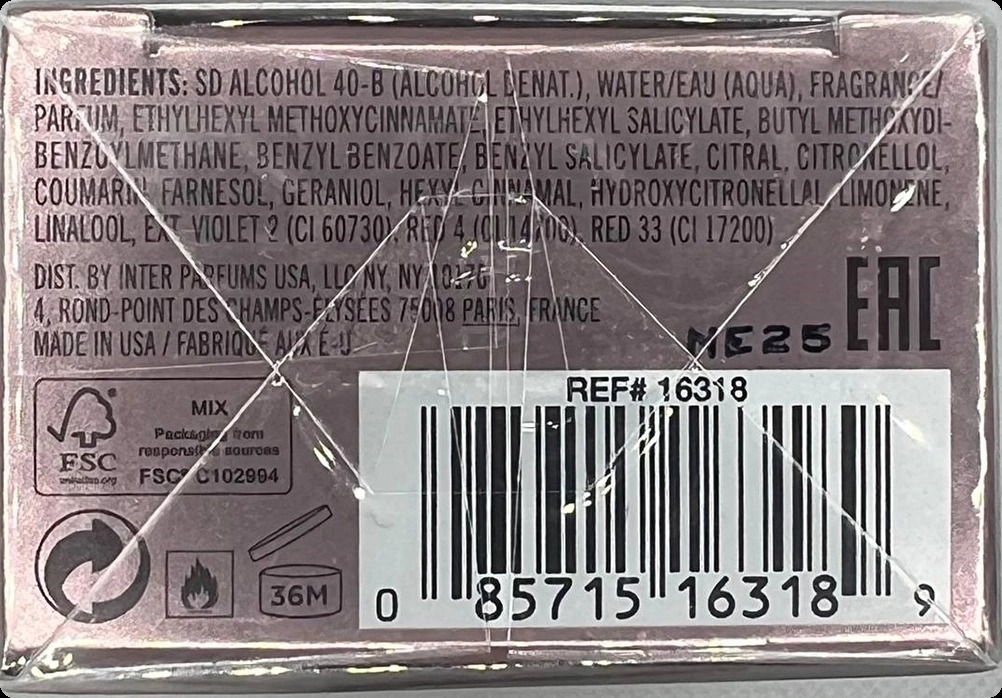 INGREDIENTS: SD ALCOHOL 40-B (ALCOHOL DENAT.), WATER/EAU (AQUA), FRAGRANCE/
PARFUM, ETHYLHEXYL METHOXYCINNAMATE, ETHYLHEXYL SALICYLATE, BUTYL METHOXYDI-
BENZOYLMETHANE, BENZYL BENZOATE, BENZYL SALICYLATE, CITRAL, CITRONELLOL,
COUMARIN, FARNESOL, GERANIOL, HEXYL CINNAMAL, HYDROXYCITRONELLAL, LIMONENE,
LINALOOL, EXT. VIOLET 2 (CI 60730), RED 4 (CI 14700), RED 33 (CI 17200)
DIST. BY INTER PARFUMS USA, LLC NY, NY 10176
4, ROND-POINT DES CHAMPS-ÉLYSÉES 75008 PARIS, FRANCE
MADE IN USA / FABRIQUÉ AUX É-U
NE25
EAC
REF# 16318
MIX
Packaging from
responsible sources
FSC® C102994
FSC
36M
0 85715 16318 9